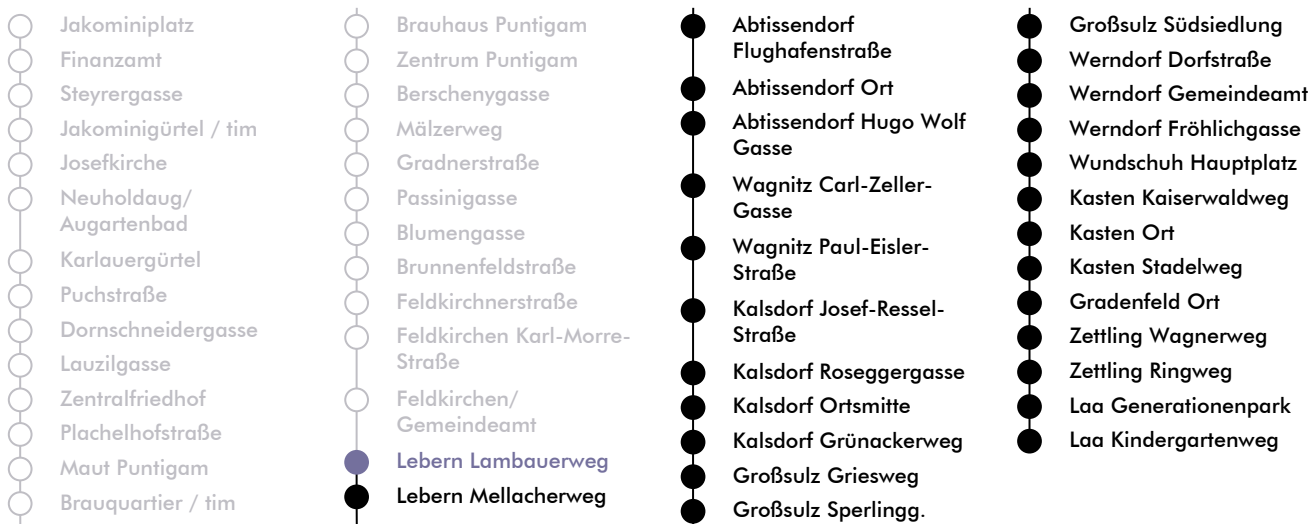 Jakominiplatz
Finanzamt
Steyrergasse
Jakominigürtel / tim
Josefkirche
Neuholdaug/
Augartenbad
Karlauergürtel
Puchstraße
Dornschneidergasse
Lauzilgasse
Zentralfriedhof
Plachelhofstraße
Maut Puntigam
Brauquartier / tim
Brauhaus Puntigam
Zentrum Puntigam
Berschenygasse
Mälzerweg
Gradnerstraße
Passinigasse
Blumengasse
Brunnenfeldstraße
Feldkirchnerstraße
Feldkirchen Karl-Morre-
Straße
Feldkirchen/
Gemeindeamt
Lebern Lambauerweg
Lebern Mellacherweg
Abtissendorf
Flughafenstraße
Abtissendorf Ort
Abtissendorf Hugo Wolf
Gasse
Wagnitz Carl-Zeller-
Gasse
Wagnitz Paul-Eisler-
Straße
Kalsdorf Josef-Ressel-
Straße
Kalsdorf Roseggergasse
Kalsdorf Ortsmitte
Kalsdorf Grünackerweg
Großsulz Griesweg
Großsulz Sperlingg.
Großsulz Südsiedlung
Werndorf Dorfstraße
Werndorf Gemeindeamt
Werndorf Fröhlichgasse
Wundschuh Hauptplatz
Kasten Kaiserwaldweg
Kasten Ort
Kasten Stadelweg
Gradenfeld Ort
Zettling Wagnerweg
Zettling Ringweg
Laa Generationenpark
Laa Kindergartenweg